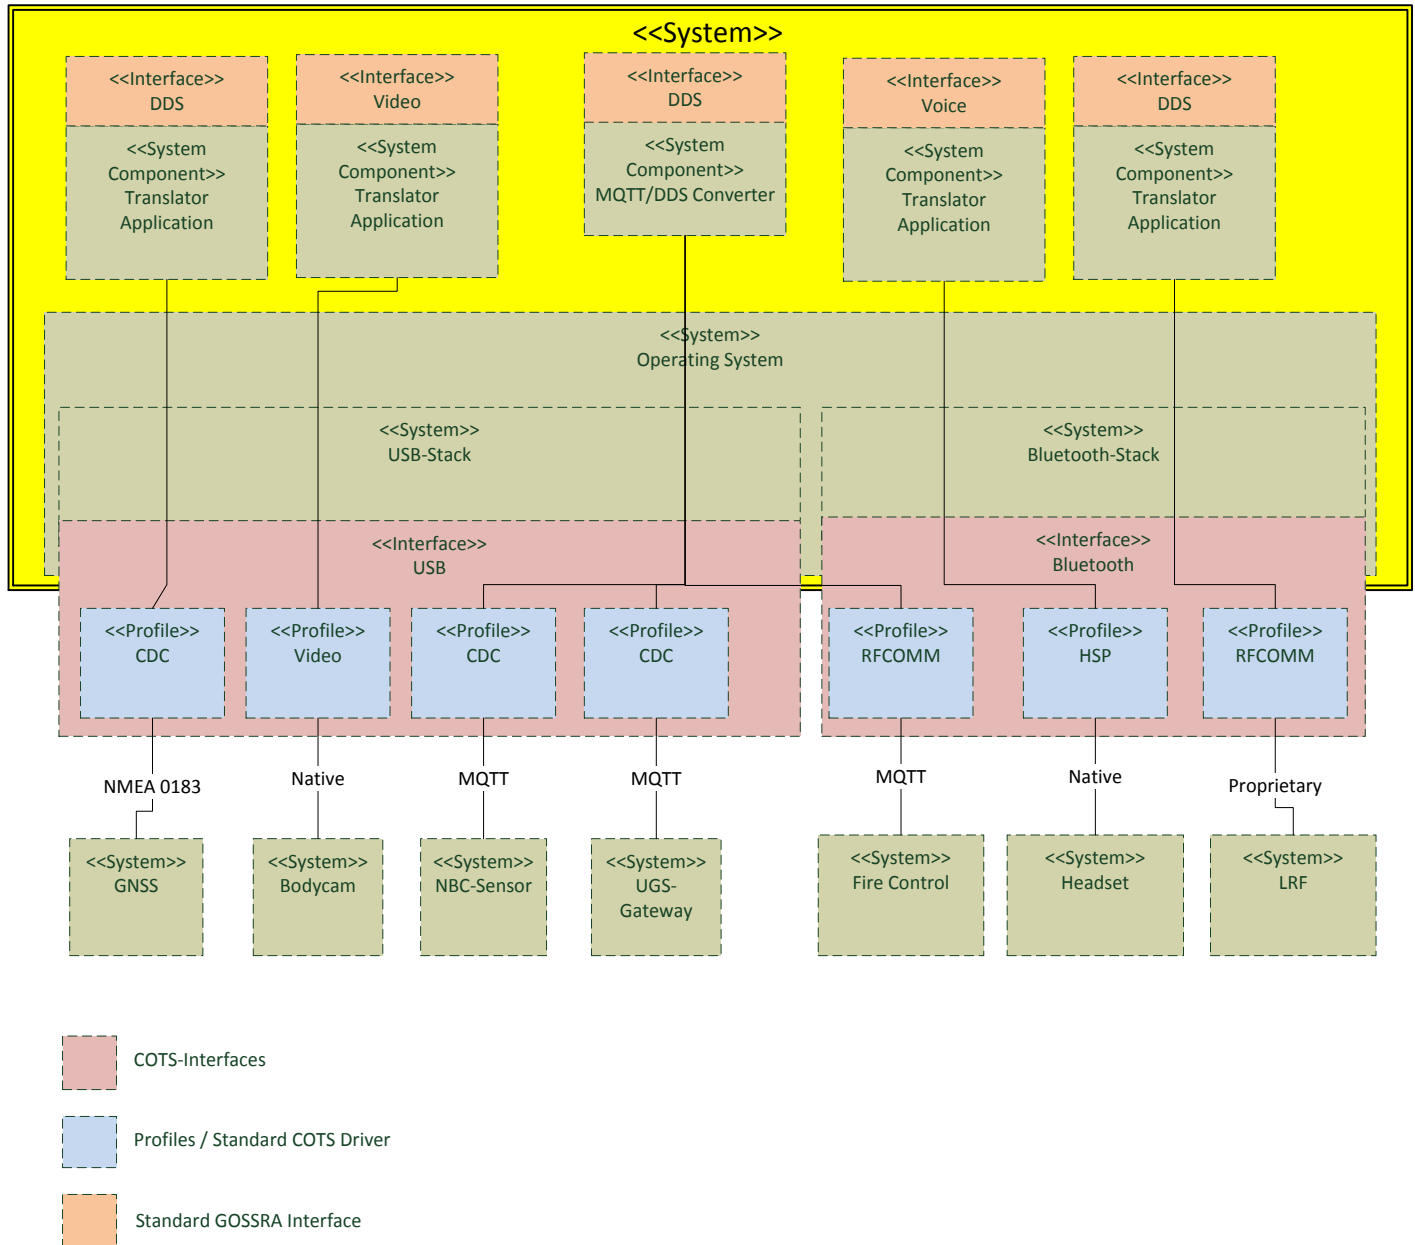 <<System>>
<<Interface>>
DDS
<<System
Component>>
Translator
Application
<<Interface>>
Video
<<System
Component>>
Translator
Application
<<Interface>>
DDS
<<System
Component>>
MQTT/DDS Converter
<<Interface>>
Voice
<<System
Component>>
Translator
Application
<<Interface>>
DDS
<<System
Component>>
Translator
Application
<<System>>
Operating System
<<System>>
USB-Stack
<<System>>
Bluetooth-Stack
<<Interface>>
USB
<<Interface>>
Bluetooth
<<Profile>>
CDC
<<Profile>>
Video
<<Profile>>
CDC
<<Profile>>
CDC
<<Profile>>
RFCOMM
<<Profile>>
HSP
<<Profile>>
RFCOMM
NMEA 0183
Native
MQTT
MQTT
MQTT
Native
Proprietary
<<System>>
GNSS
<<System>>
Bodycam
<<System>>
NBC-Sensor
<<System>>
UGS-
Gateway
<<System>>
Fire Control
<<System>>
Headset
<<System>>
LRF
COTS-Interfaces
Profiles / Standard COTS Driver
Standard GOSSRA Interface